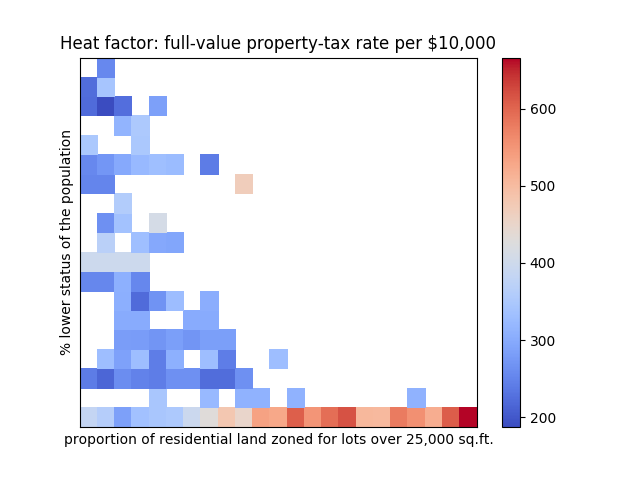 Heat factor: full-value property-tax rate per $10,000
% lower status of the population
600
500
400
300
200
proportion of residential land zoned for lots over 25,000 sq.ft.